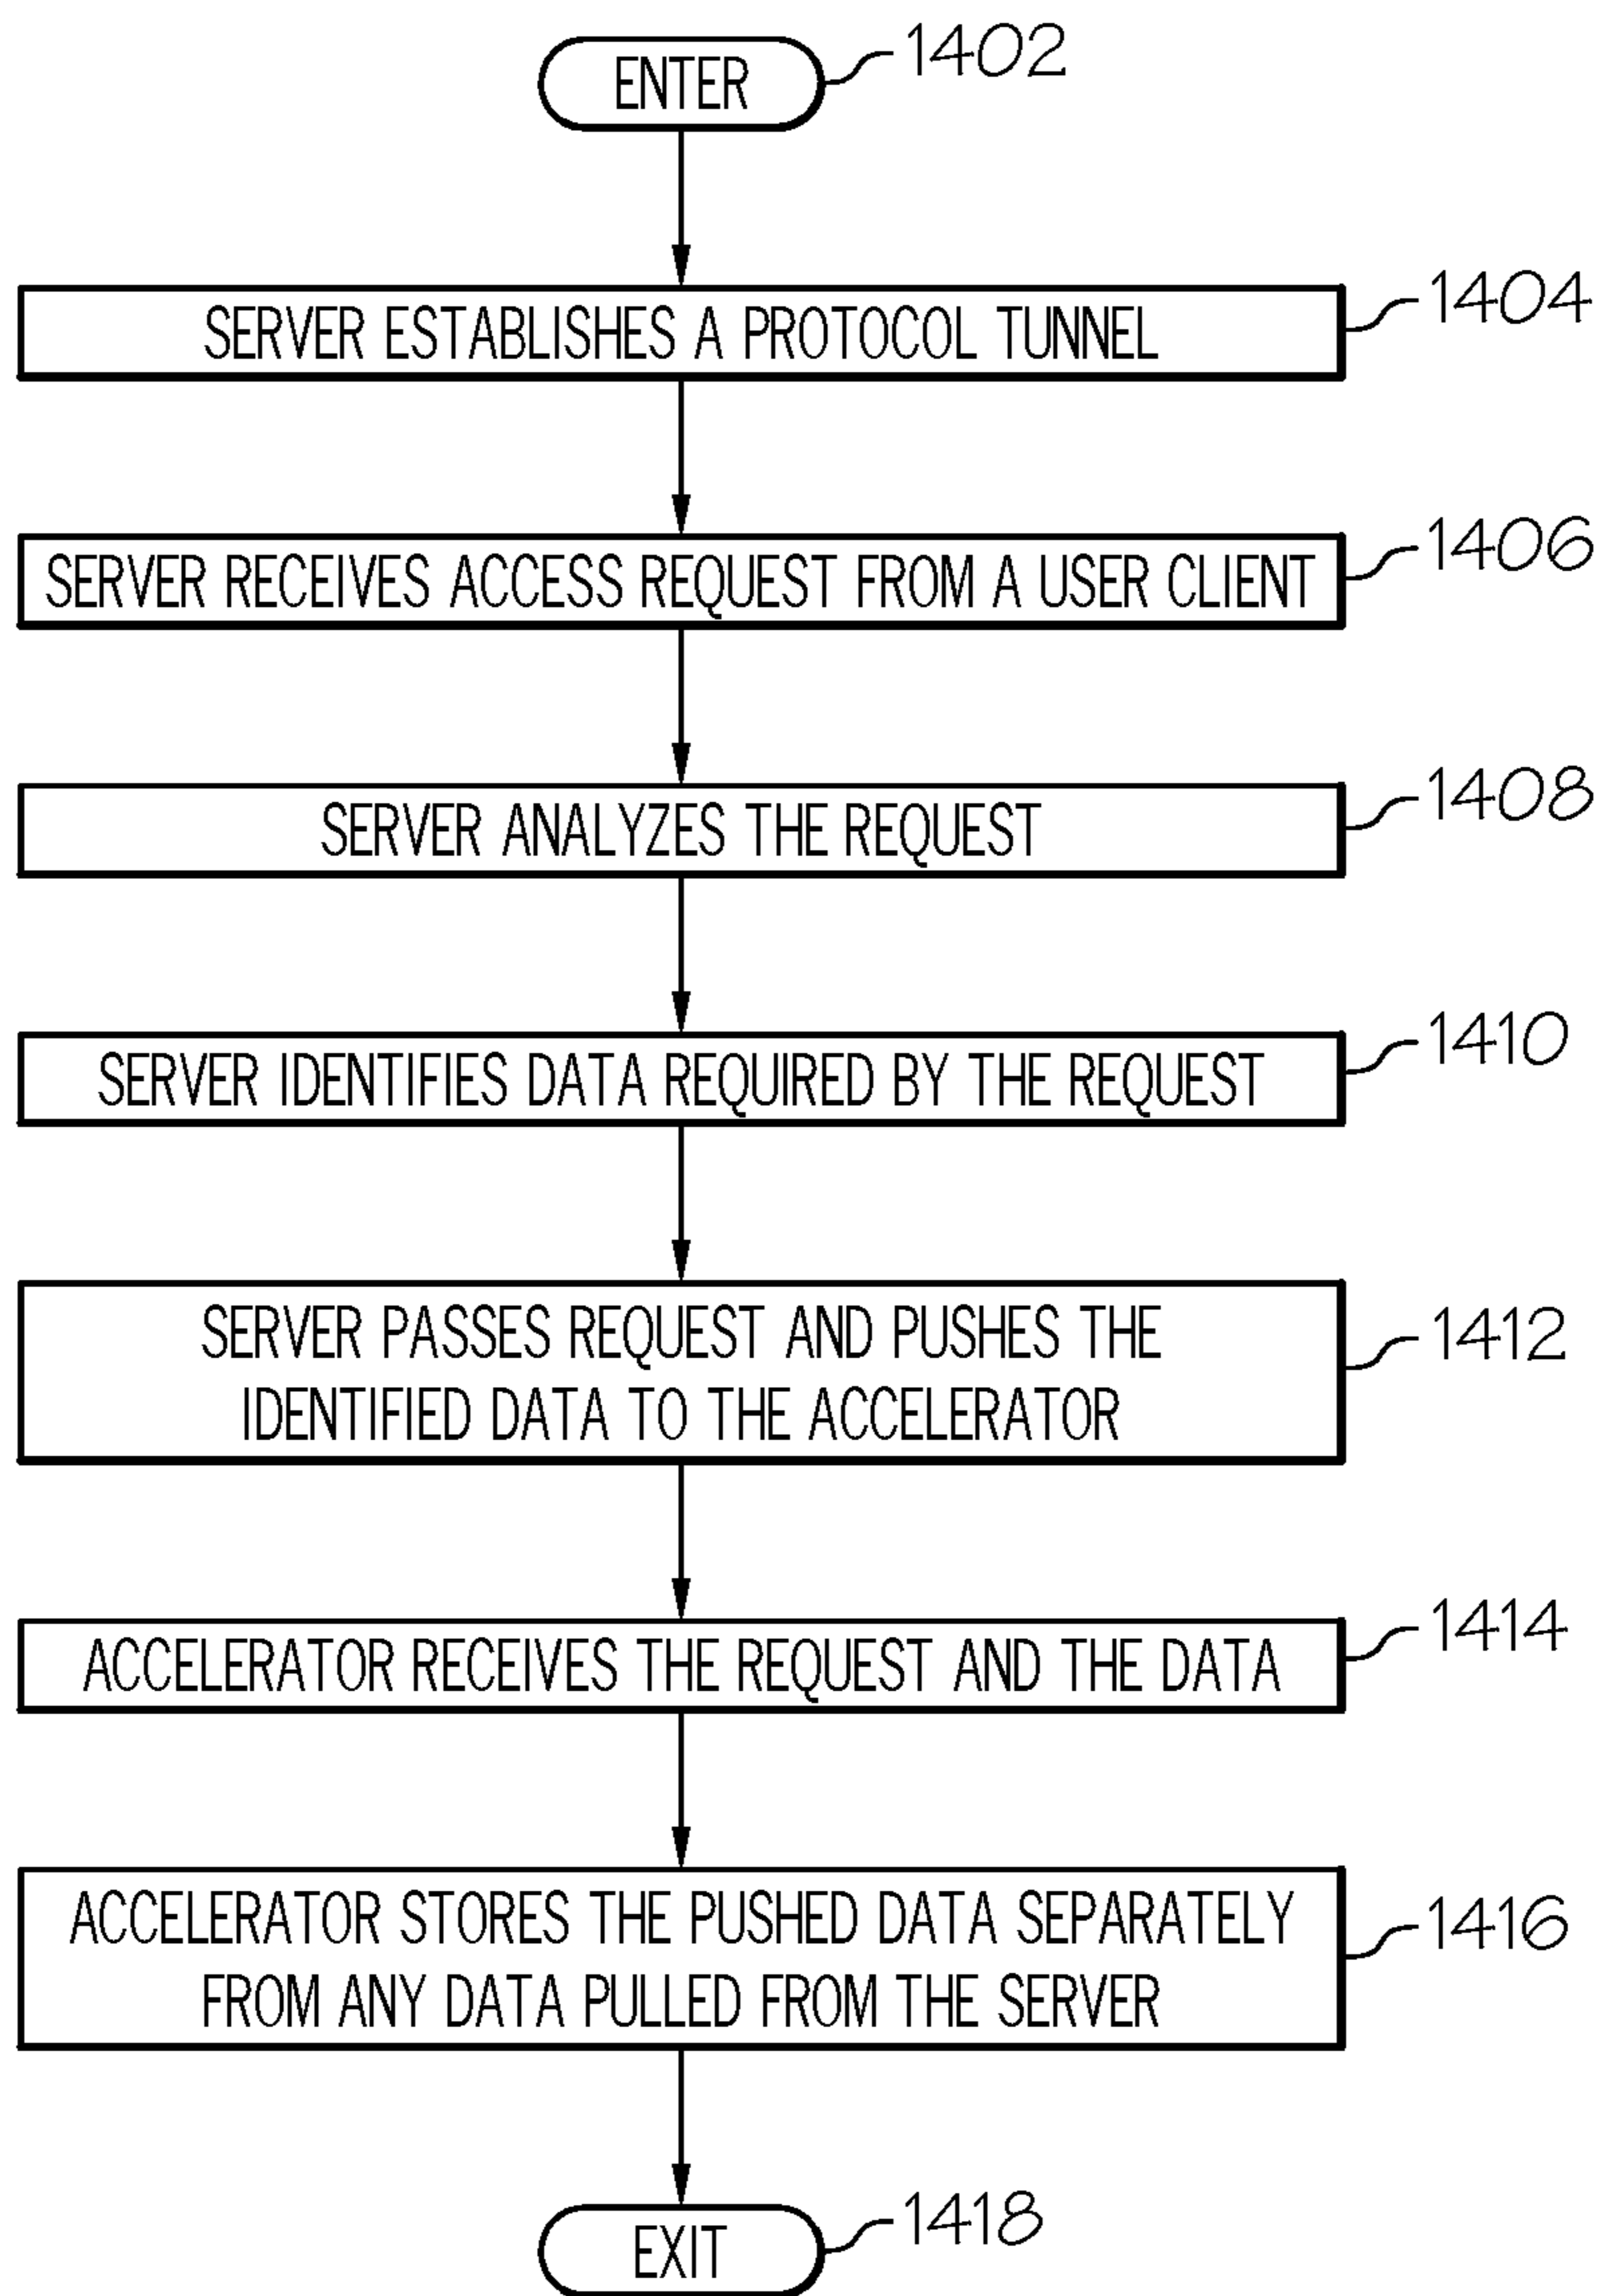 ENTER
1402
SERVER ESTABLISHES A PROTOCOL TUNNEL
1404
SERVER RECEIVES ACCESS REQUEST FROM A USER CLIENT
1406
SERVER ANALYZES THE REQUEST
1408
SERVER IDENTIFIES DATA REQUIRED BY THE REQUEST
1410
SERVER PASSES REQUEST AND PUSHES THE
IDENTIFIED DATA TO THE ACCELERATOR
1412
ACCELERATOR RECEIVES THE REQUEST AND THE DATA
1414
ACCELERATOR STORES THE PUSHED DATA SEPARATELY
FROM ANY DATA PULLED FROM THE SERVER
1416
EXIT
1418